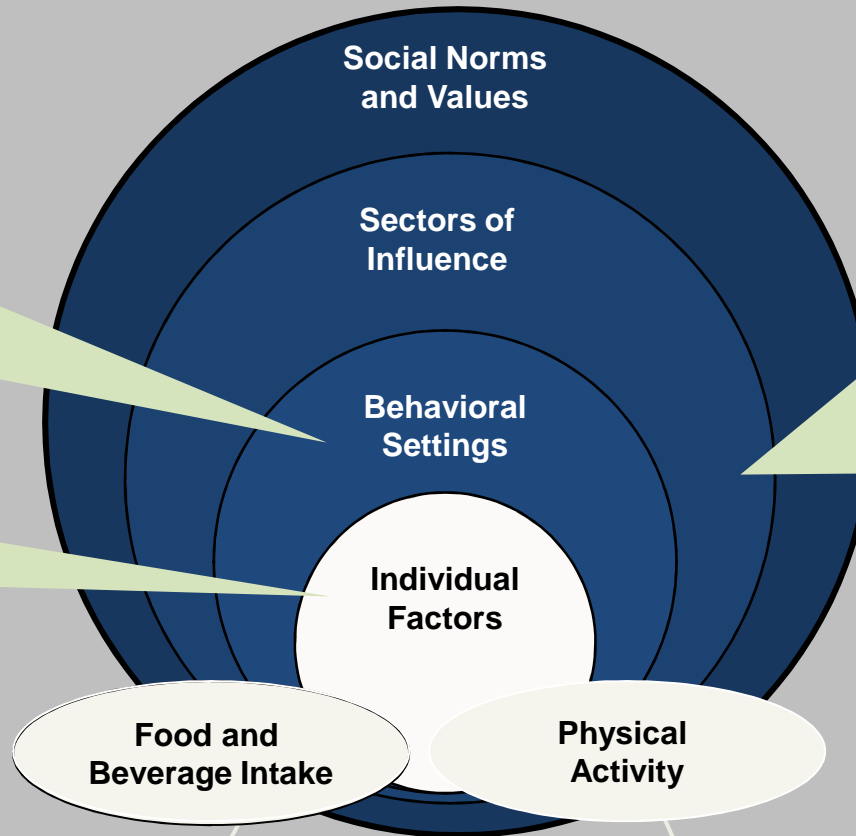 Social Norms
and Values
Sectors of
Influence
Behavioral
Settings
Individual
Factors
Food and
Beverage Intake
Physical
Activity